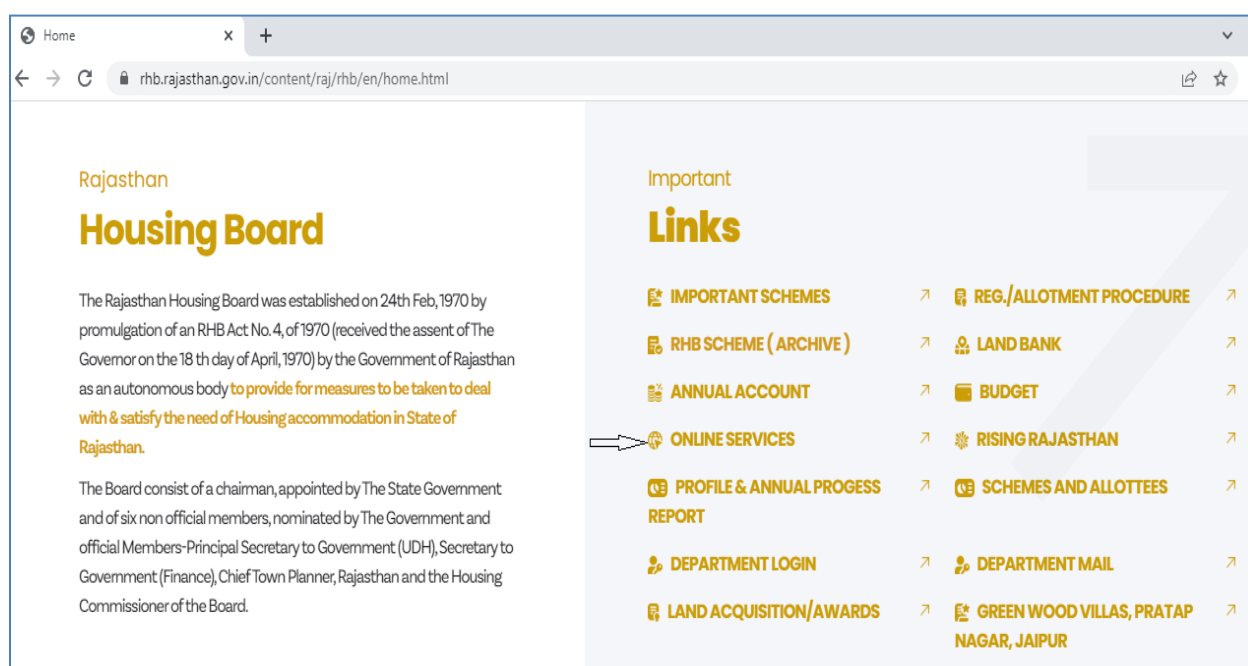 Home
rhb.rajasthan.gov.in/content/raj/rhb/en/home.html
Rajasthan
Housing Board
The Rajasthan Housing Board was established on 24th Feb, 1970 by
promulgation of an RHB Act No. 4, of 1970 (received the assent of The
Governor on the 18 th day of April, 1970) by the Government of Rajasthan
as an autonomous body to provide for measures to be taken to deal
with & satisfy the need of Housing accommodation in State of
Rajasthan.
The Board consist of a chairman, appointed by The State Government
and of six non official members, nominated by The Government and
official Members-Principal Secretary to Government (UDH), Secretary to
Government (Finance), Chief Town Planner, Rajasthan and the Housing
Commissioner of the Board.
Important
Links
IMPORTANT SCHEMES
REG./ALLOTMENT PROCEDURE
RHB SCHEME ( ARCHIVE )
LAND BANK
ANNUAL ACCOUNT
BUDGET
ONLINE SERVICES
RISING RAJASTHAN
PROFILE & ANNUAL PROGESS
REPORT
SCHEMES AND ALLOTTEES
DEPARTMENT LOGIN
DEPARTMENT MAIL
LAND ACQUISITION/AWARDS
GREEN WOOD VILLAS, PRATAP
NAGAR, JAIPUR